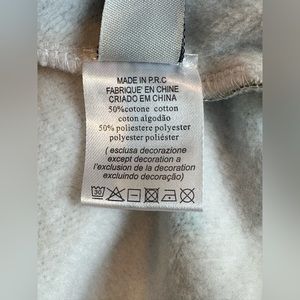 MADE IN P.R.C
FABRIQUE' EN CHINE
CRIADO EM CHINA
50%cotone cotton
coton algodão
50% poliestere polyester
polyester poliéster
( esclusa decorazione
except decoration a
l'exclusion de la decoration
excluindo decoração)
30